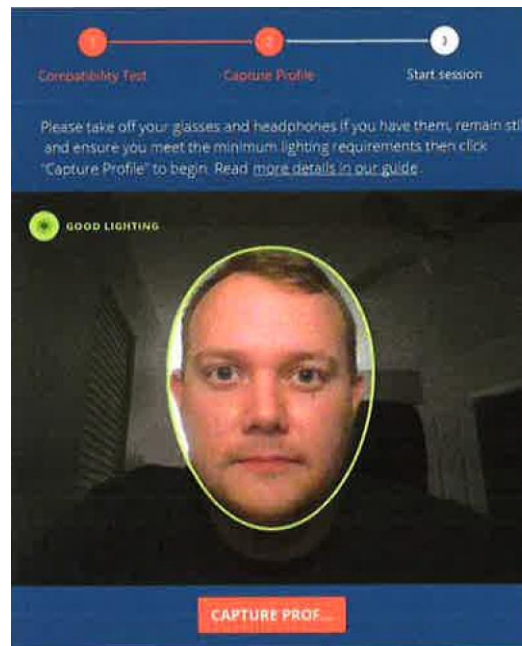 1
2
3
Compatibility Test
Capture Profile
Start session
Please take off your glasses and headphones if you have them, remain stil
and ensure you meet the minimum lighting requirements then click
"Capture Profile" to begin. Read more details in our guide.
GOOD LIGHTING
CAPTURE PROF...